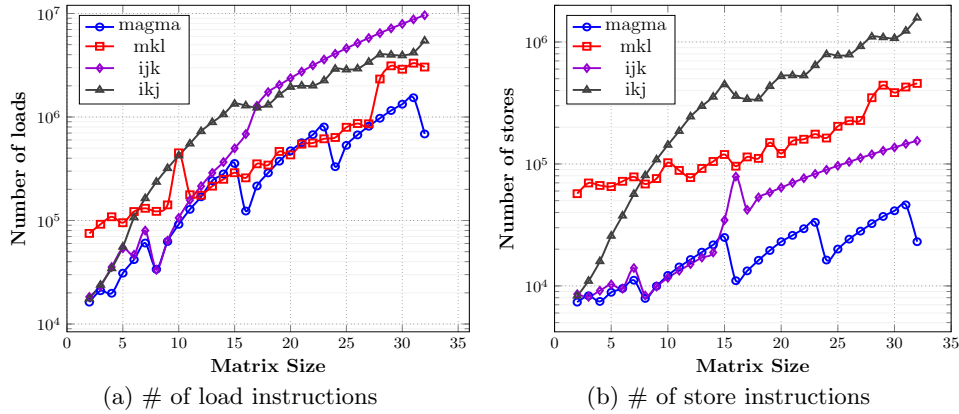 magma
mkl
ijk
ikj
Number of loads
10^7
10^6
10^5
10^4
0 5 10 15 20 25 30 35
Matrix Size
(a) # of load instructions
magma
mkl
ijk
ikj
Number of stores
10^6
10^5
10^4
0 5 10 15 20 25 30 35
Matrix Size
(b) # of store instructions